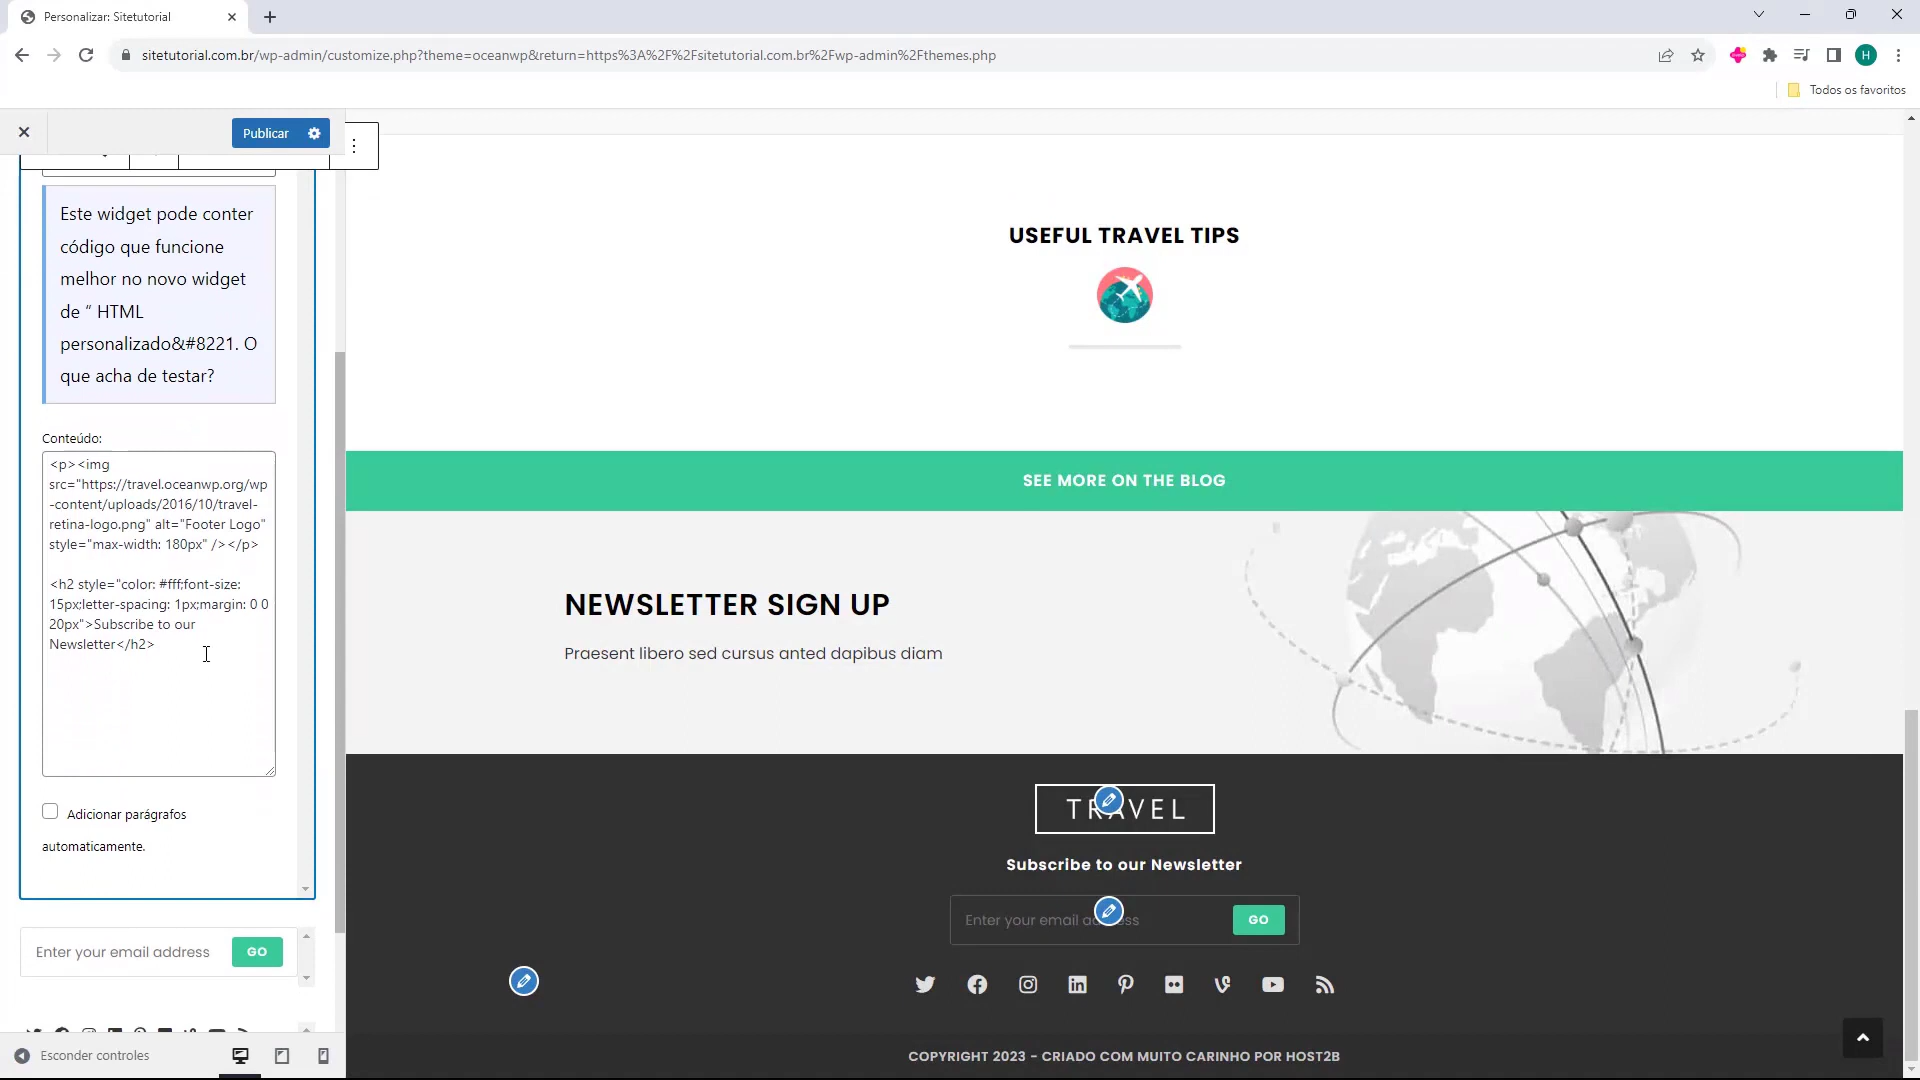 Personalizar: Sitetutorial
sitetutorial.com.br/wp-admin/customize.php?theme=oceanwp&return=https%3A%2F%2Fsitetutorial.com.br%2Fwp-admin%2Fthemes.php
H
Todos os favoritos
Publicar
Este widget pode conter
código que funcione
melhor no novo widget
de “ HTML
personalizado&#8221. O
que acha de testar?
Conteúdo:
<p><img
src="https://travel.oceanwp.org/wp
-content/uploads/2016/10/travel-
retina-logo.png" alt="Footer Logo"
style="max-width: 180px" /></p>
<h2 style="color: #fff;font-size:
15px;letter-spacing: 1px;margin: 0 0
20px">Subscribe to our
Newsletter</h2>
Adicionar parágrafos
automaticamente.
Enter your email address
GO
Esconder controles
USEFUL TRAVEL TIPS
SEE MORE ON THE BLOG
NEWSLETTER SIGN UP
Praesent libero sed cursus anted dapibus diam
TRAVEL
Subscribe to our Newsletter
Enter your email address
GO
COPYRIGHT 2023 - CRIADO COM MUITO CARINHO POR HOST2B